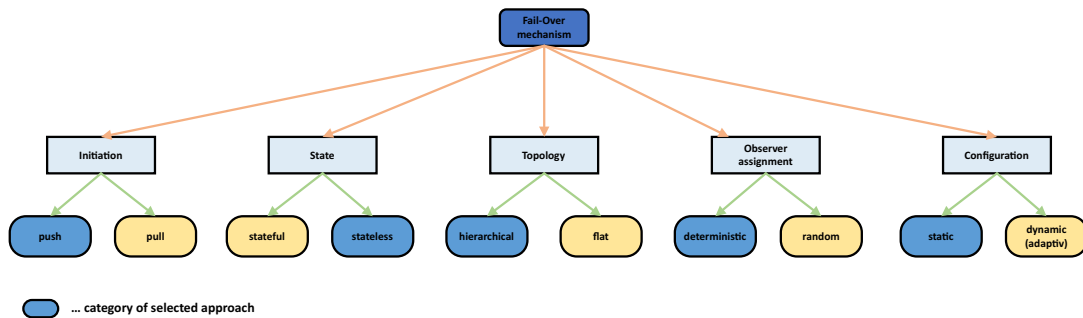 Fail-Over
mechanism
Initiation
State
Topology
Observer
assignment
Configuration
push
pull
stateful
stateless
hierarchical
flat
deterministic
random
static
dynamic
(adaptiv)
... category of selected approach